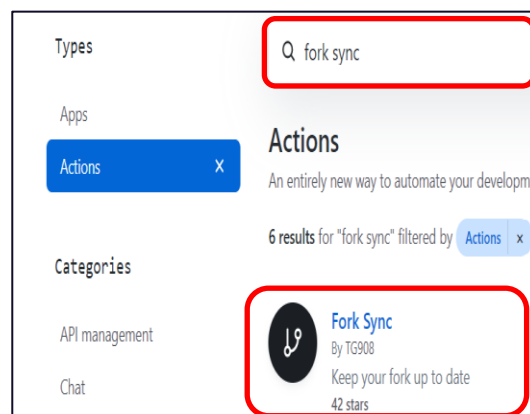 Types
Apps
Actions x
Categories
API management
Chat
fork sync
Actions
An entirely new way to automate your developm
6 results for "fork sync" filtered by Actions x
Fork Sync
By TG908
Keep your fork up to date
42 stars